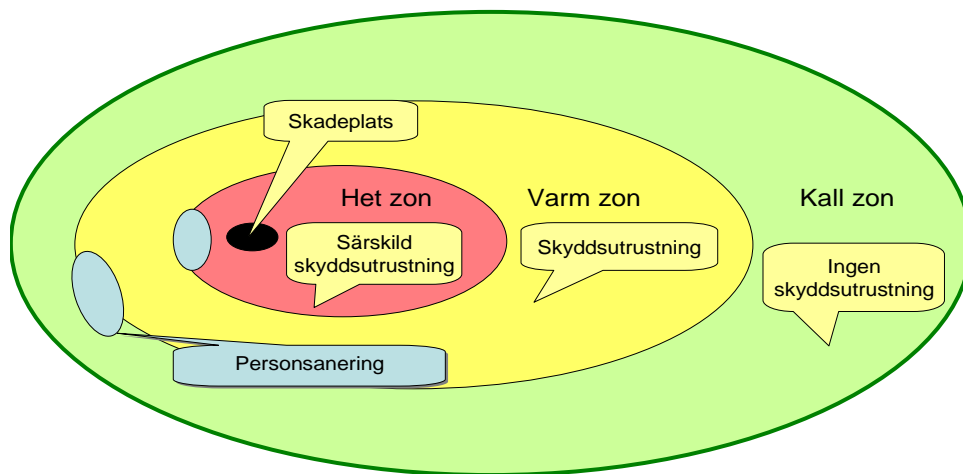 Skadeplats
Het zon
Varm zon
Kall zon
Särskild
skyddsutrustning
Skyddsutrustning
Ingen
skyddsutrustning
Personsanering